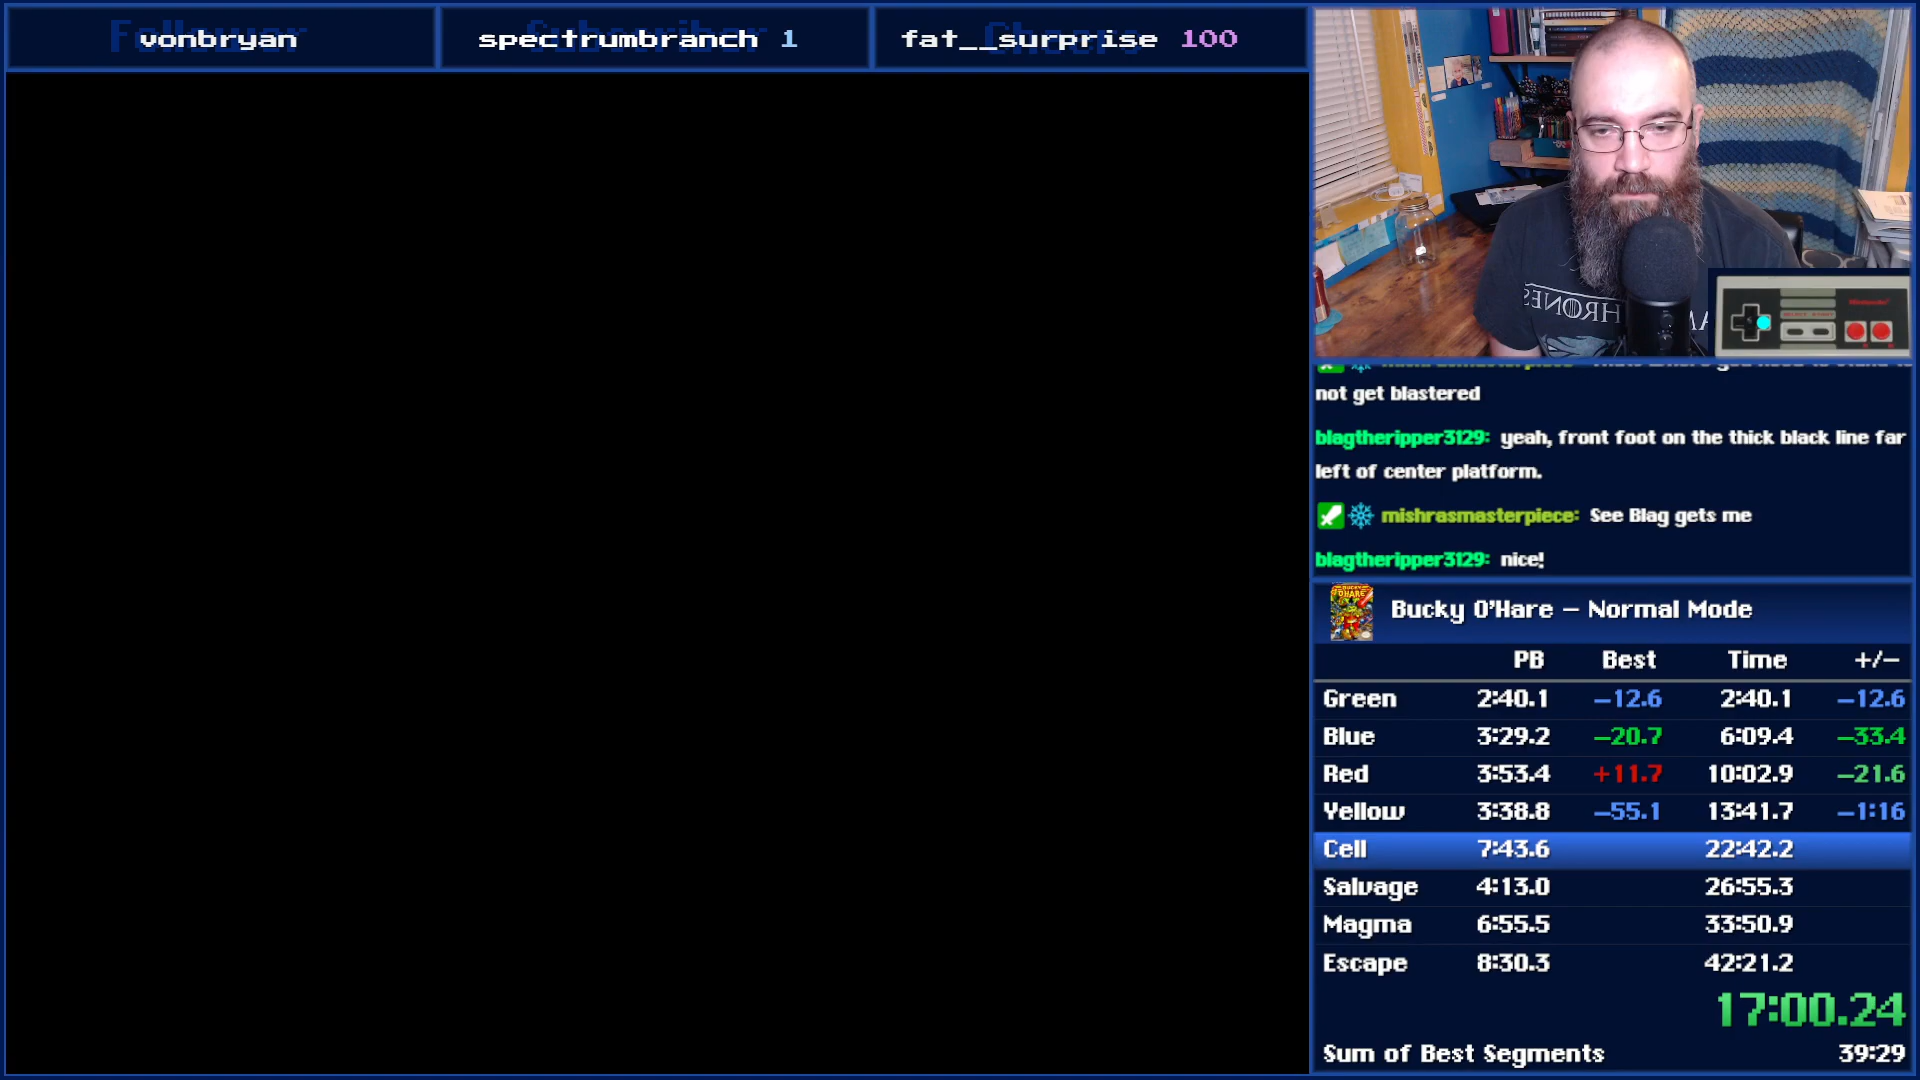 vonbryan
spectrumbranch 1
fat__surprise 100
not get blastered
blagtheripper3129: yeah, front foot on the thick black line far
left of center platform.
mishrasmasterpiece: See Blag gets me
blagtheripper3129: nice!
Bucky O'Hare – Normal Mode
PB Best Time +/–
Green 2:40.1 –12.6 2:40.1 –12.6
Blue 3:29.2 –20.7 6:09.4 –33.4
Red 3:53.4 +11.7 10:02.9 –21.6
Yellow 3:38.8 –55.1 13:41.7 –1:16
Cell 7:43.6 22:42.2
Salvage 4:13.0 26:55.3
Magma 6:55.5 33:50.9
Escape 8:30.3 42:21.2
17:00.24
Sum of Best Segments 39:29